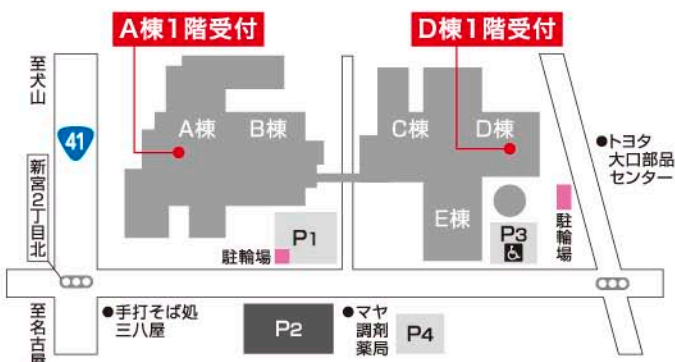 A棟1階受付
D棟1階受付
至犬山
41
A棟
B棟
C棟
D棟
●トヨタ
大口部品
センター
新宮2丁目北
E棟
P1
駐輪場
P3
駐輪場
至名古屋
●手打そば処
三八屋
P2
●マヤ
調剤
薬局
P4